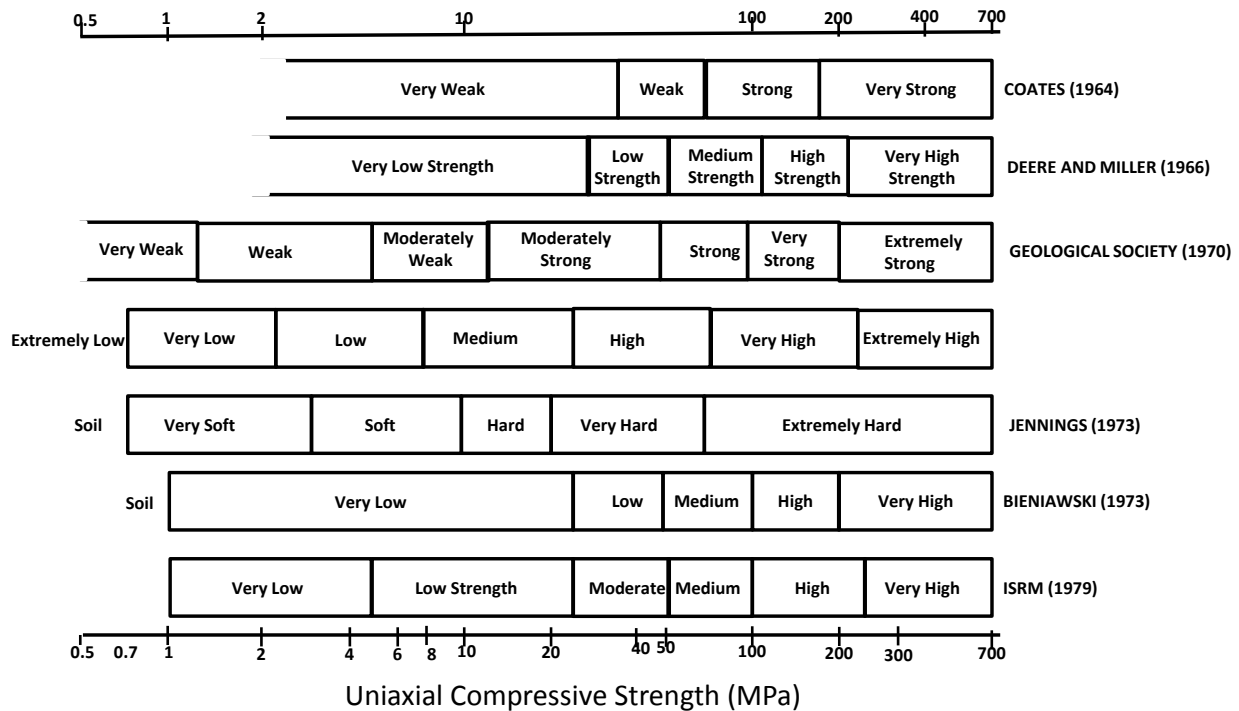 0.5 1 2 10 100 200 400 700
Very Weak Weak Strong Very Strong COATES (1964)
Very Low Strength Low Strength Medium Strength High Strength Very High Strength DEERE AND MILLER (1966)
Very Weak Weak Moderately Weak Moderately Strong Strong Very Strong Extremely Strong GEOLOGICAL SOCIETY (1970)
Extremely Low Very Low Low Medium High Very High Extremely High
Soil Very Soft Soft Hard Very Hard Extremely Hard JENNINGS (1973)
Soil Very Low Low Medium High Very High BIENIAWSKI (1973)
Very Low Low Strength Moderate Medium High Very High ISRM (1979)
0.5 0.7 1 2 4 6 8 10 20 40 50 100 200 300 700
Uniaxial Compressive Strength (MPa)